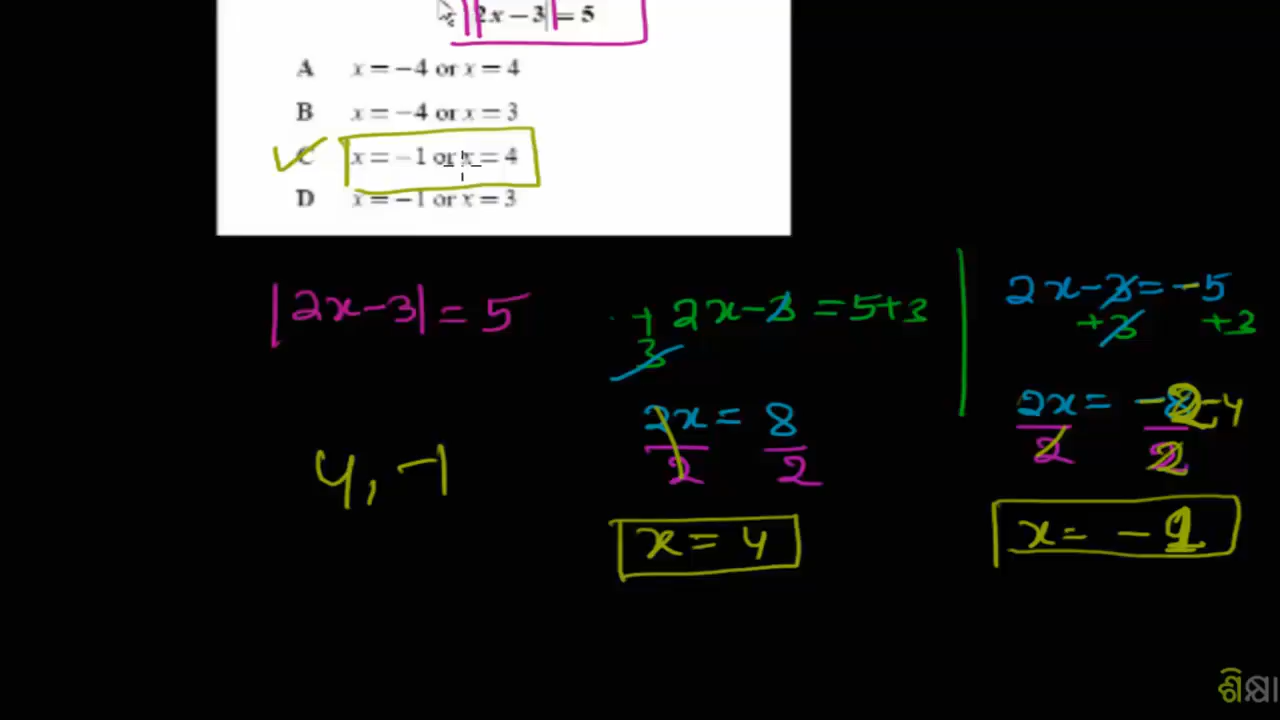 |2x − 3| = 5
A x = −4 or x = 4
B x = −4 or x = 3
C x = −1 or x = 4
D x = −1 or x = 3
|2x−3| = 5
+3 2x−3 = 5+3
2x−3 = −5
+3 +3
2x = 8
2 2
2x = −2
2 2
4, −1
x = 4
x = −1
ଶିକ୍ଷା